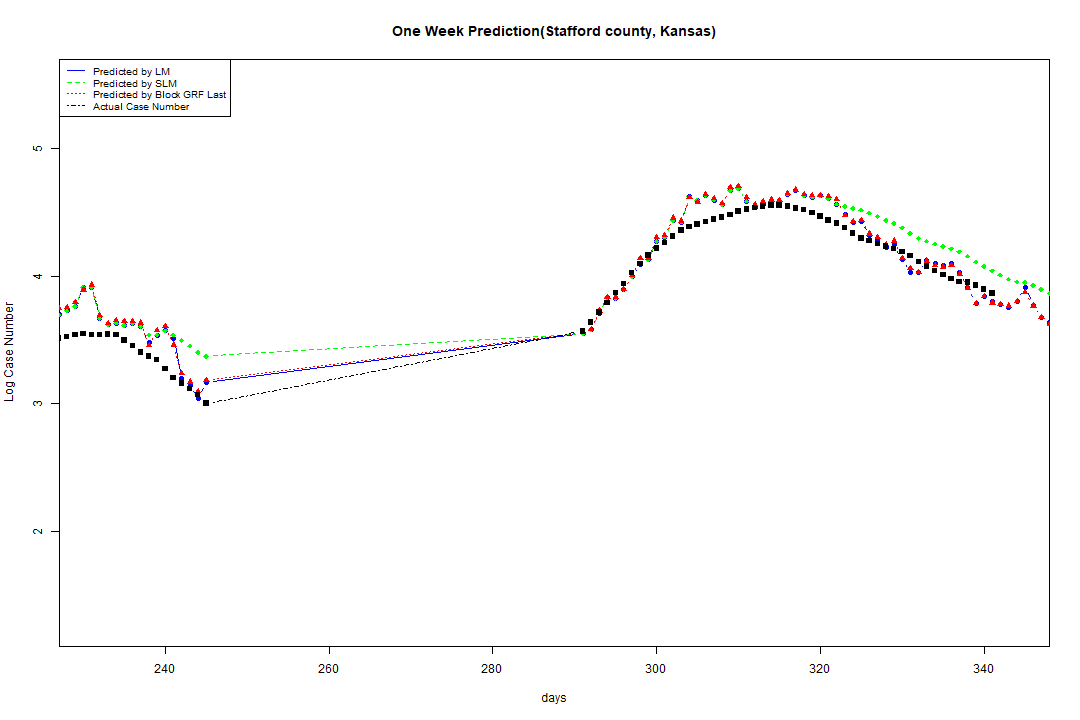 One Week Prediction(Stafford county, Kansas)
Predicted by LM
Predicted by SLM
Predicted by Block GRF Last
Actual Case Number
5
4
3
2
Log Case Number
240 260 280 300 320 340
days